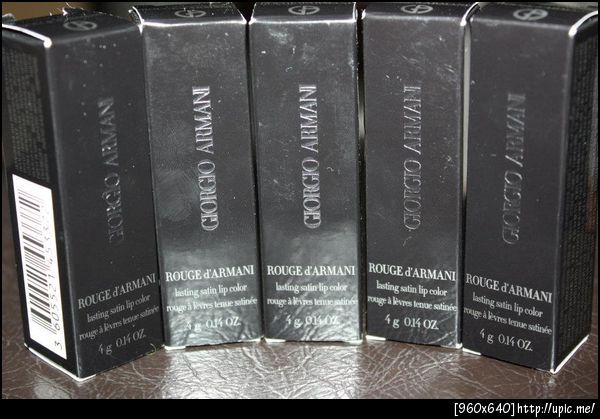 GIORGIO ARMANI
ROUGE d'ARMANI
lasting satin lip color
rouge à lèvres tenue satinée
4 g 0.14 OZ.
GIORGIO ARMANI
ROUGE d'ARMANI
lasting satin lip color
rouge à lèvres tenue satinée
4 g 0.14 OZ.
GIORGIO ARMANI
ROUGE d'ARMANI
lasting satin lip color
rouge à lèvres tenue satinée
4 g 0.14 OZ.
GIORGIO ARMANI
ROUGE d'ARMANI
lasting satin lip color
rouge à lèvres tenue satinée
4 g 0.14 OZ.
GIORGIO ARMANI
ROUGE d'ARMANI
lasting satin lip color
rouge à lèvres tenue satinée
4 g 0.14 OZ.
[960x640] http://upic.me/